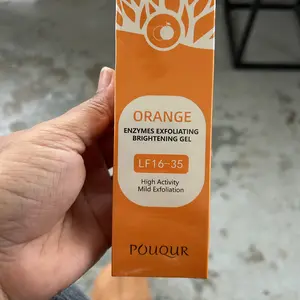 ORANGE
ENZYMES EXFOLIATING
BRIGHTENING GEL
LF16-35
High Activity
Mild Exfoliation
POUQUR